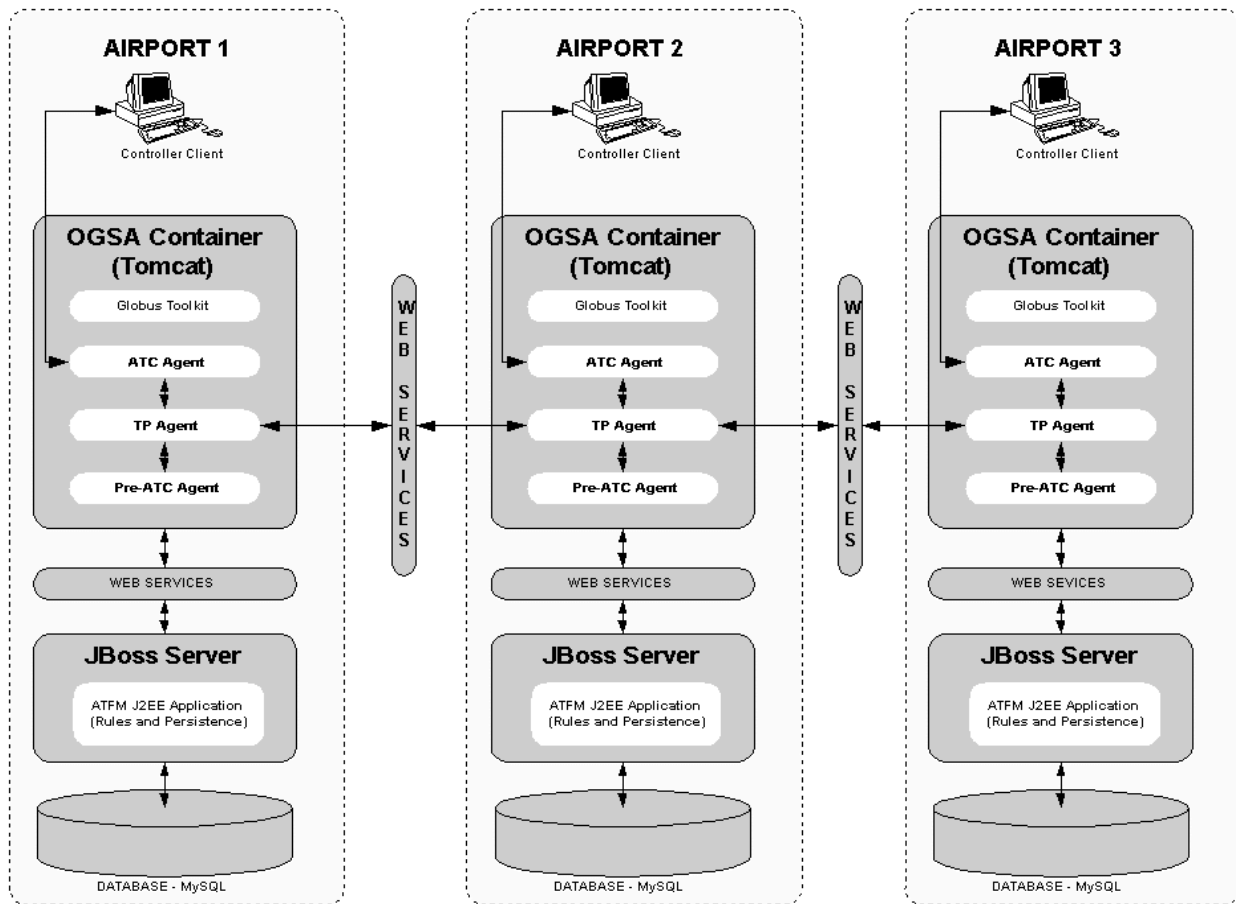 AIRPORT 1
Controller Client
OGSA Container
(Tomcat)
Globus Toolkit
ATC Agent
TP Agent
Pre-ATC Agent
WEB SERVICES
JBoss Server
ATFM J2EE Application
(Rules and Persistence)
DATABASE - MySQL
WEB SERVICES
AIRPORT 2
Controller Client
OGSA Container
(Tomcat)
Globus Toolkit
ATC Agent
TP Agent
Pre-ATC Agent
WEB SEVICES
JBoss Server
ATFM J2EE Application
(Rules and Persistence)
DATABASE - MySQL
WEB SERVICES
AIRPORT 3
Controller Client
OGSA Container
(Tomcat)
Globus Toolkit
ATC Agent
TP Agent
Pre-ATC Agent
WEB SEVICES
JBoss Server
ATFM J2EE Application
(Rules and Persistence)
DATABASE - MySQL